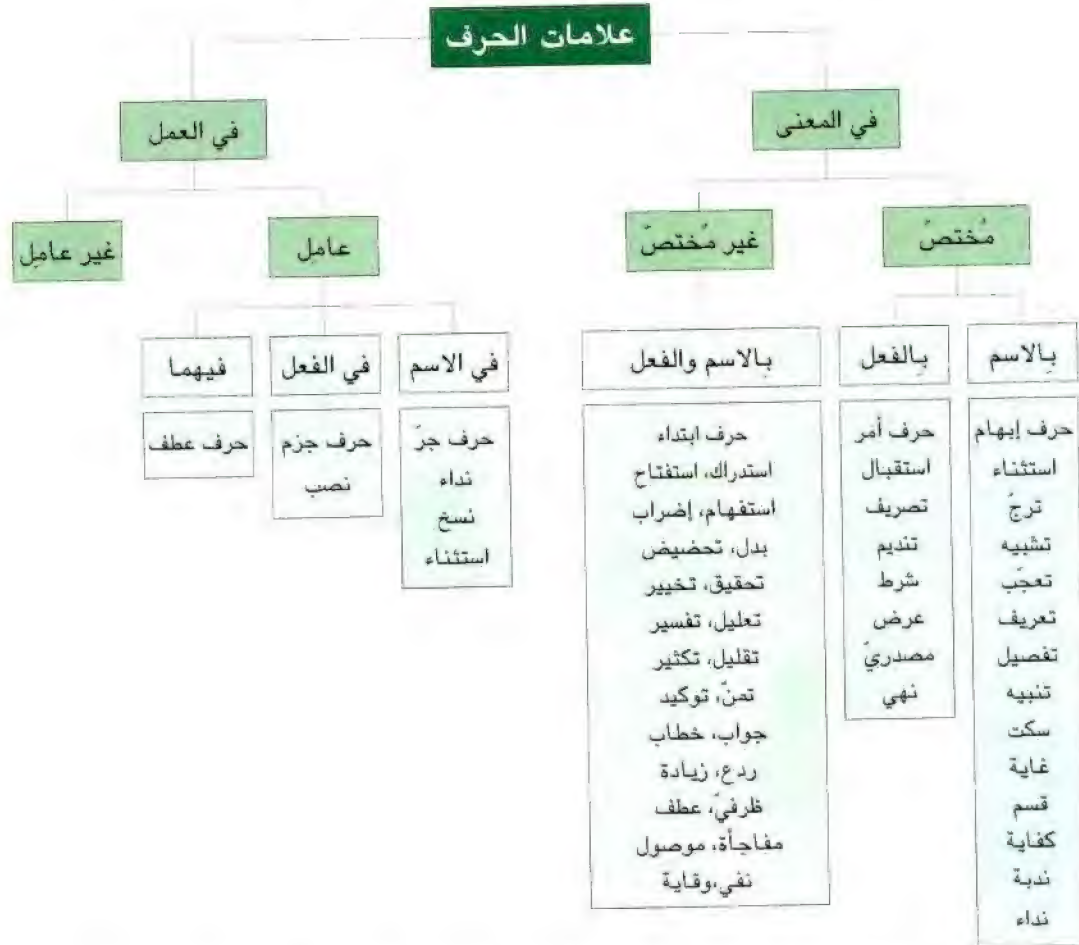 علامات الحرف
في المعنى
في العمل
مُختصّ
غير مُختصّ
عامل
غير عامِل
بِالاسم
بِالفعل
بـالاسم والفعل
في الاسم
في الفعل
فيهما
حرف إبهام
استثناء
ترجٍّ
تشبيه
تعجّب
تعريف
تفصيل
تنبيه
سكت
غاية
قسم
كفاية
ندبة
نداء
حرف أمر
استقبال
تصريف
تنديم
شرط
عرض
مصدريّ
نهي
حرف ابتداء
استدراك، استفتاح
استفهام، إضراب
بدل، تحضيض
تحقيق، تخيير
تعليل، تفسير
تقليل، تكثير
تمنّ، توكيد
جواب، خطاب
ردع، زيادة
ظرفيّ، عطف
مفاجأة، موصول
نفي،وقاية
حرف جرّ
نداء
نسخ
استثناء
حرف جزم
نصب
حرف عطف